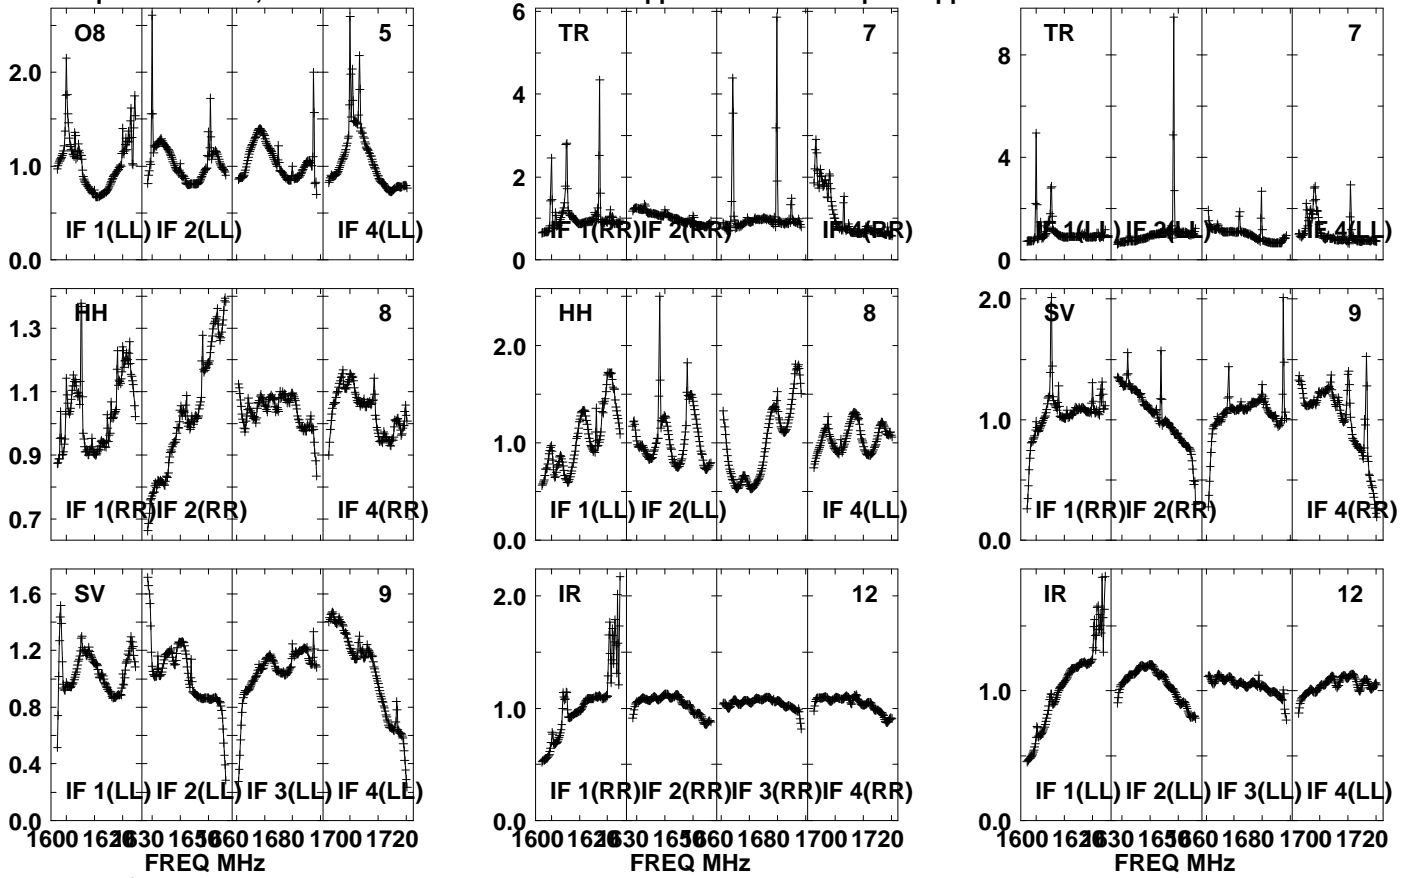 O8 5
2.0
1.0
0.0
IF 1(LL) IF 2(LL) IF 4(LL)
TR 7
6
4
2
0
IF 1(RR) IF 2(RR) IF 4(RR)
TR 7
8
4
0
IF 1(LL) IF 2(LL) IF 4(LL)
HH 8
1.3
1.1
0.9
0.7
IF 1(RR) IF 2(RR) IF 4(RR)
HH 8
2.0
1.0
0.0
IF 1(LL) IF 2(LL) IF 4(LL)
SV 9
2.0
1.0
0.0
IF 1(RR) IF 2(RR) IF 4(RR)
SV 9
1.6
1.2
0.8
0.4
0.0
IF 1(LL) IF 2(LL) IF 3(LL) IF 4(LL)
1600 1630 1660 1700 1720
FREQ MHz
IR 12
2.0
1.0
0.0
IF 1(RR) IF 2(RR) IF 3(RR) IF 4(RR)
1600 1630 1660 1700 1720
FREQ MHz
IR 12
1.0
0.0
IF 1(LL) IF 2(LL) IF 3(LL) IF 4(LL)
1600 1630 1660 1700 1720
FREQ MHz